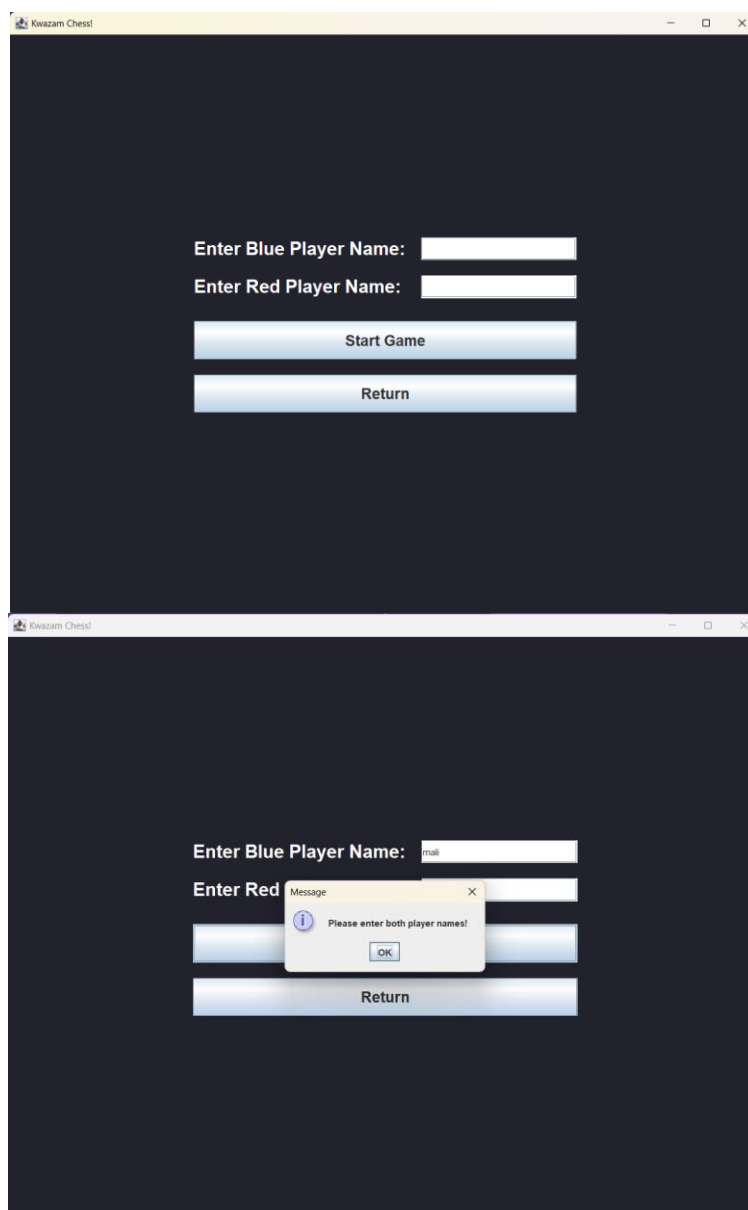 Kwazam Chess!
Enter Blue Player Name:
Enter Red Player Name:
Start Game
Return
Kwazam Chess!
Enter Blue Player Name: mali
Enter Red
Message
Please enter both player names!
OK
Return